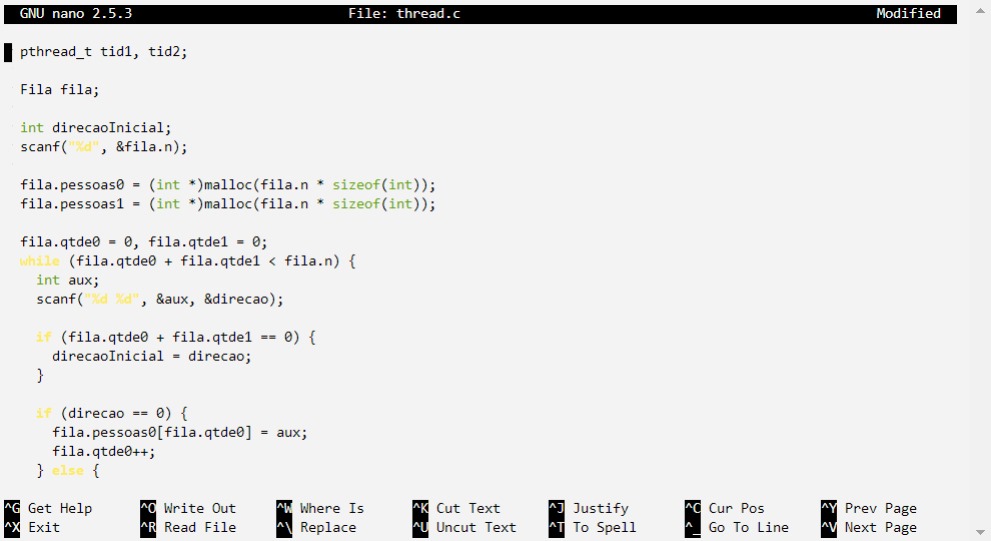 GNU nano 2.5.3 File: thread.c Modified
pthread_t tid1, tid2;
Fila fila;
int direcaoInicial;
scanf("%d", &fila.n);
fila.pessoas0 = (int *)malloc(fila.n * sizeof(int));
fila.pessoas1 = (int *)malloc(fila.n * sizeof(int));
fila.qtde0 = 0, fila.qtde1 = 0;
while (fila.qtde0 + fila.qtde1 < fila.n) {
int aux;
scanf("%d %d", &aux, &direcao);
if (fila.qtde0 + fila.qtde1 == 0) {
direcaoInicial = direcao;
}
if (direcao == 0) {
fila.pessoas0[fila.qtde0] = aux;
fila.qtde0++;
} else {
^G Get Help ^O Write Out ^W Where Is ^K Cut Text ^J Justify ^C Cur Pos ^Y Prev Page
^X Exit ^R Read File ^\ Replace ^U Uncut Text ^T To Spell ^_ Go To Line ^V Next Page